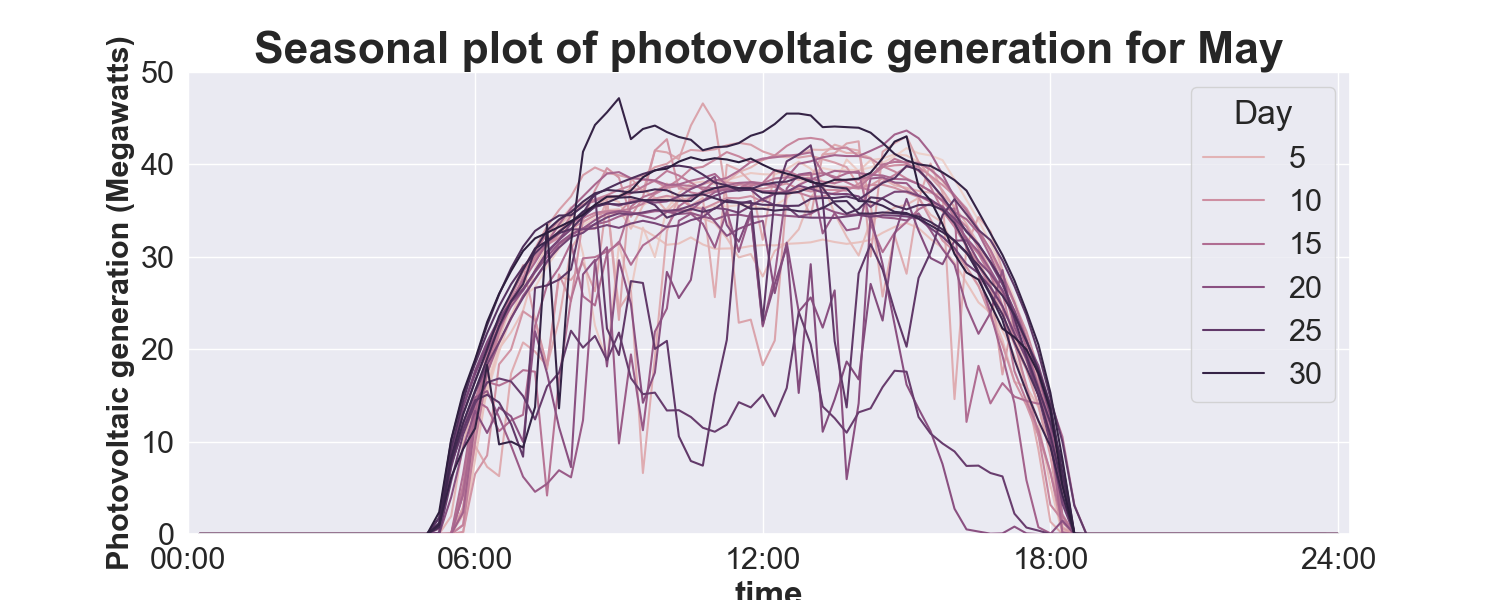 Seasonal plot of photovoltaic generation for May
Photovoltaic generation (Megawatts)
50
40
30
20
10
0
00:00 06:00 12:00 18:00 24:00
time
Day
5
10
15
20
25
30